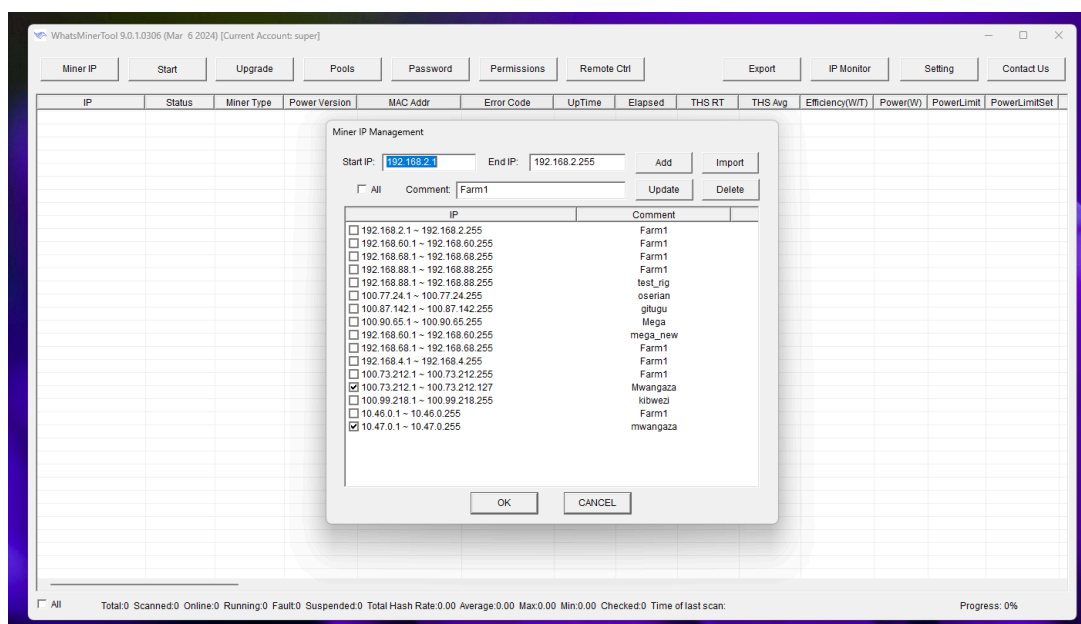 WhatsMinerTool 9.0.1.0306 (Mar 6 2024) [Current Account: super]
Miner IP Start Upgrade Pools Password Permissions Remote Ctrl Export IP Monitor Setting Contact Us
IP Status Miner Type Power Version MAC Addr Error Code UpTime Elapsed THS RT THS Avg Efficiency(W/T) Power(W) PowerLimit PowerLimitSet
Miner IP Management
Start IP: 192.168.2.1 End IP: 192.168.2.255 Add Import
All Comment: Farm1 Update Delete
IP Comment
192.168.2.1 ~ 192.168.2.255 Farm1
192.168.60.1 ~ 192.168.60.255 Farm1
192.168.68.1 ~ 192.168.68.255 Farm1
192.168.88.1 ~ 192.168.88.255 Farm1
192.168.88.1 ~ 192.168.88.255 test_rig
100.77.24.1 ~ 100.77.24.255 oserian
100.87.142.1 ~ 100.87.142.255 gitugu
100.90.65.1 ~ 100.90.65.255 Mega
192.168.60.1 ~ 192.168.60.255 mega_new
192.168.68.1 ~ 192.168.68.255 Farm1
192.168.4.1 ~ 192.168.4.255 Farm1
100.73.212.1 ~ 100.73.212.255 Farm1
100.73.212.1 ~ 100.73.212.127 Mwangaza
100.99.218.1 ~ 100.99.218.255 kibwezi
10.46.0.1 ~ 10.46.0.255 Farm1
10.47.0.1 ~ 10.47.0.255 mwangaza
OK CANCEL
All Total:0 Scanned:0 Online:0 Running:0 Fault:0 Suspended:0 Total Hash Rate:0.00 Average:0.00 Max:0.00 Min:0.00 Checked:0 Time of last scan: Progress: 0%